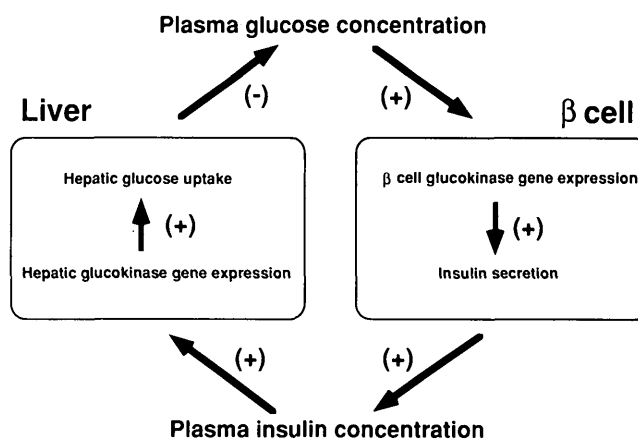 Plasma glucose concentration
(-)
(+)
Liver
β cell
Hepatic glucose uptake
(+)
Hepatic glucokinase gene expression
β cell glucokinase gene expression
(+)
Insulin secretion
(+)
(+)
Plasma insulin concentration